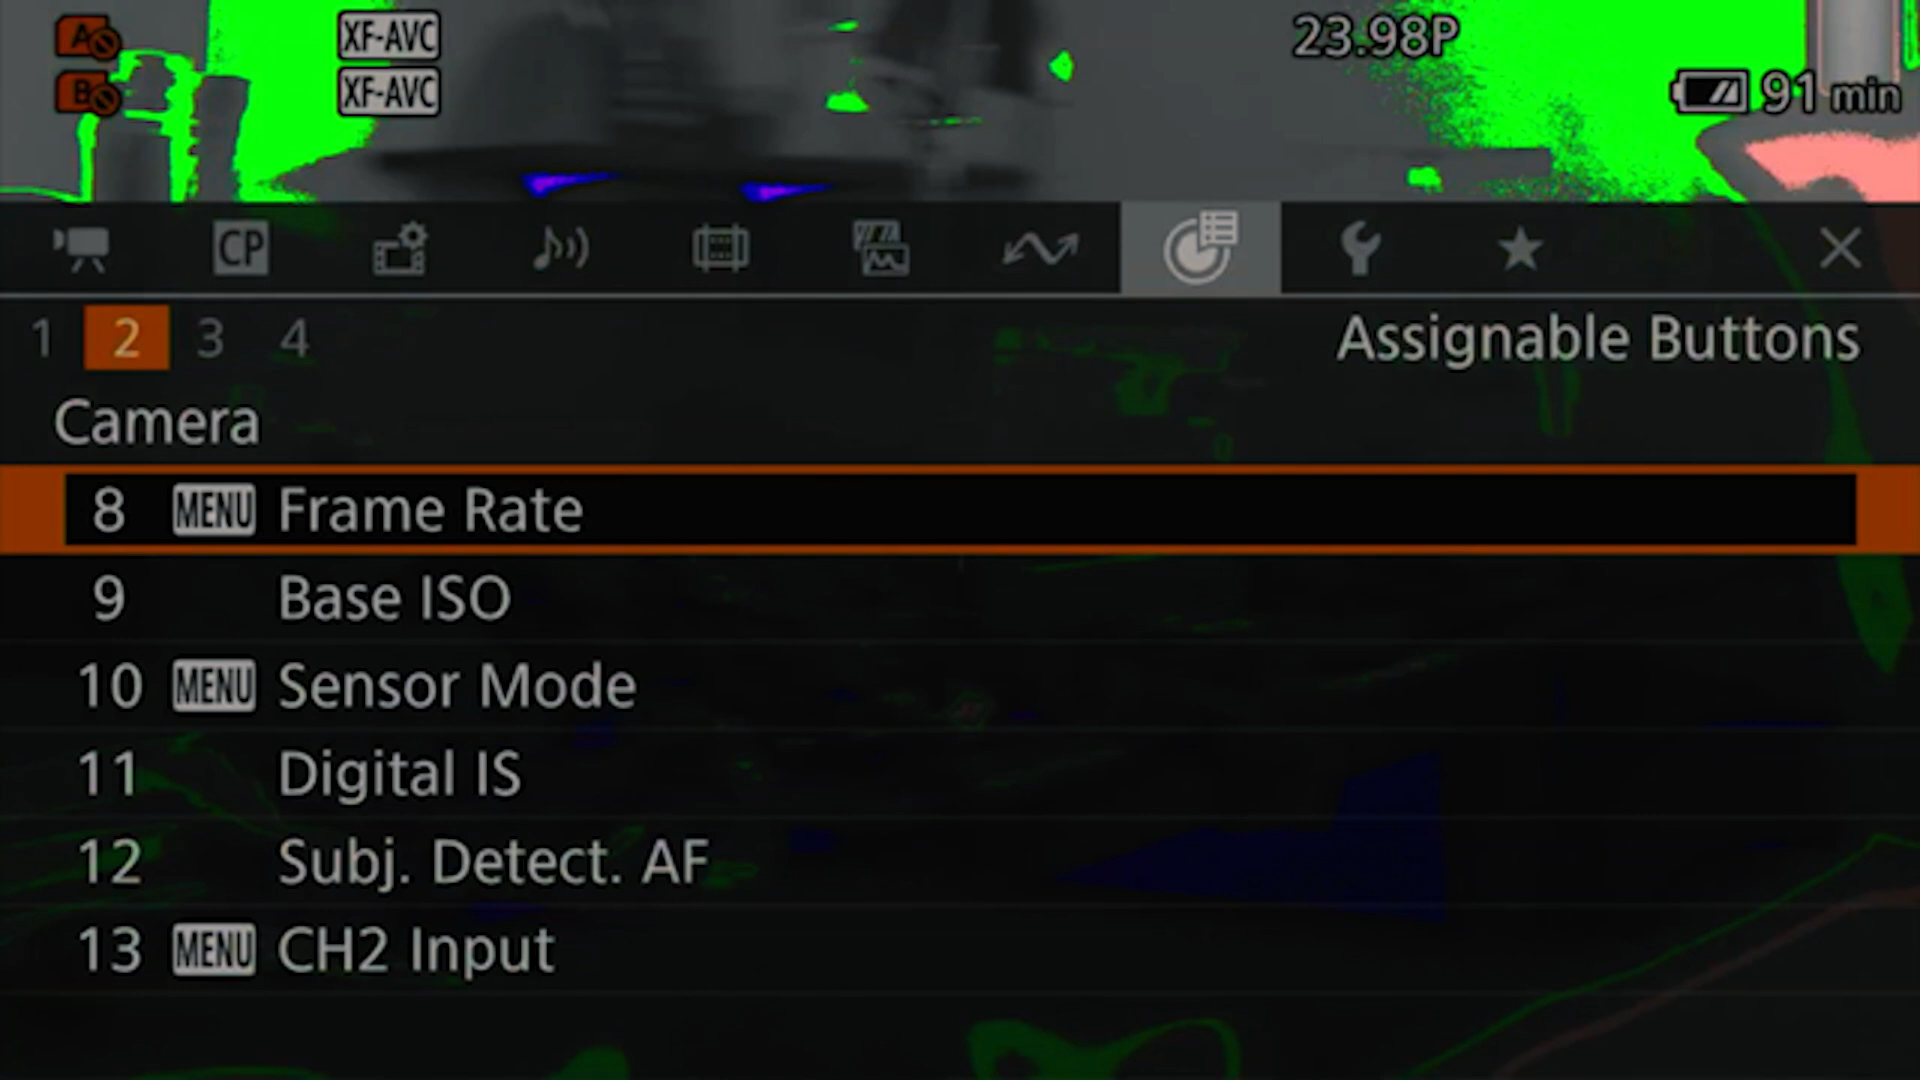 A XF-AVC 23.98P
B XF-AVC 91 min
CP
1 2 3 4 Assignable Buttons
Camera
8 MENU Frame Rate
9 Base ISO
10 MENU Sensor Mode
11 Digital IS
12 Subj. Detect. AF
13 MENU CH2 Input